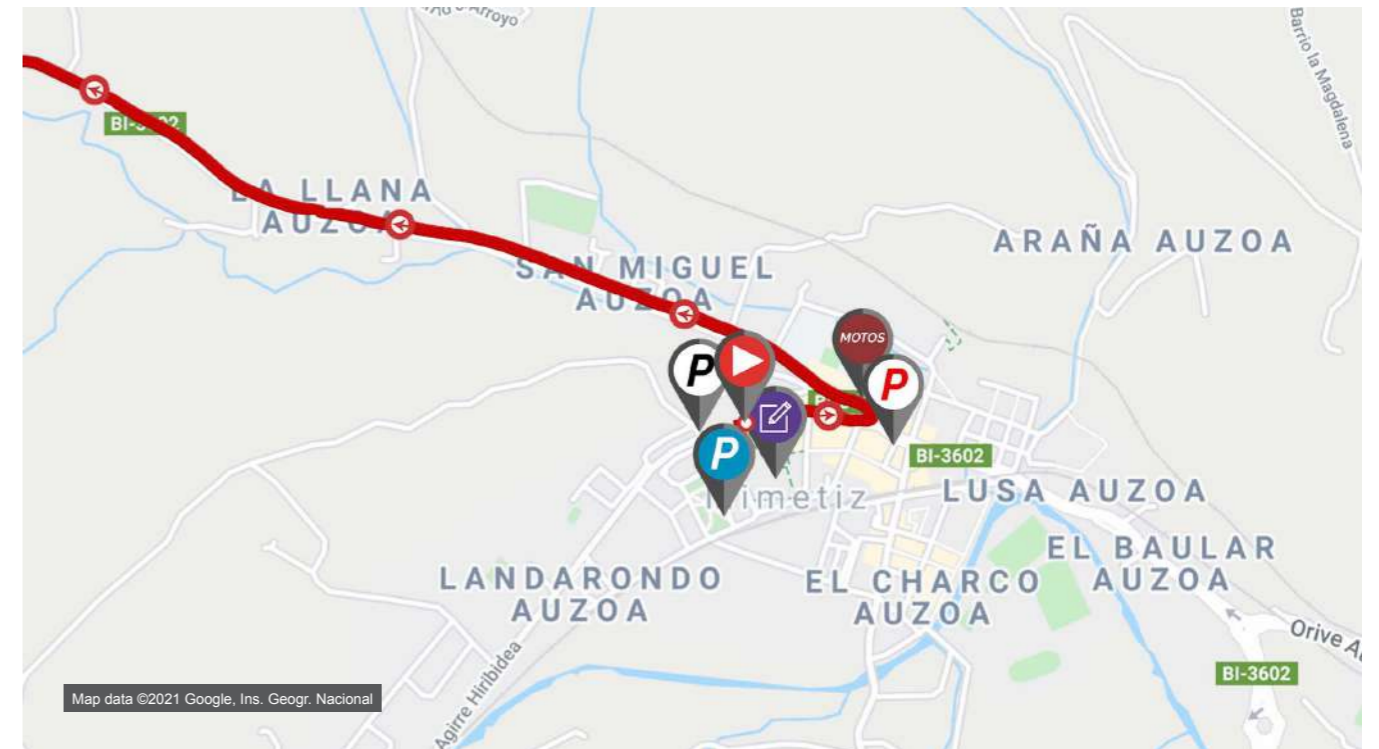 Arroyo
Barrio la Magdalena
BI-3602
LA LLANA
AUZOA
ARAÑA AUZOA
SAN MIGUEL
AUZOA
MOTOS
P
P
P
BI-3602
LUSA AUZOA
EL BAULAR
AUZOA
LANDARONDO
AUZOA
EL CHARCO
AUZOA
Orive
BI-3602
Agirre Hiribidea
Map data ©2021 Google, Ins. Geogr. Nacional